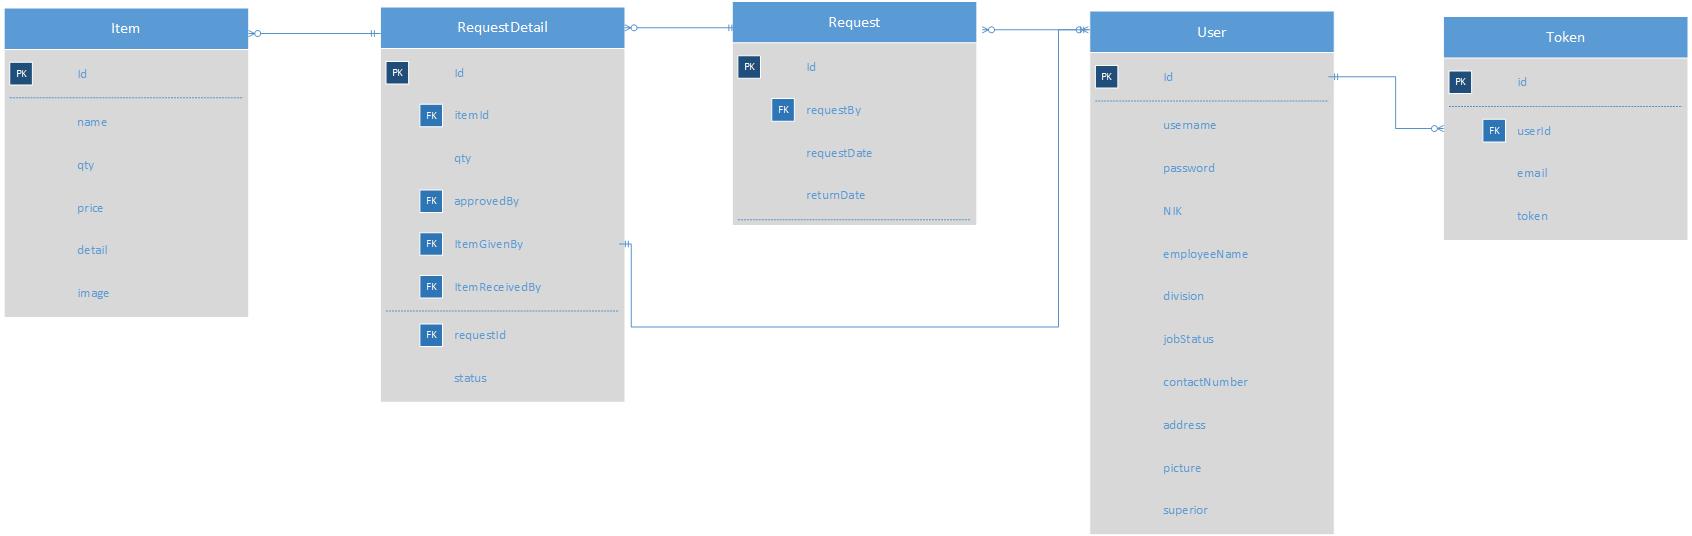 Item
PK Id
name
qty
price
detail
image
RequestDetail
PK Id
FK itemId
qty
FK approvedBy
FK ItemGivenBy
FK ItemReceivedBy
FK requestId
status
Request
PK Id
FK requestBy
requestDate
returnDate
User
PK Id
username
password
NIK
employeeName
division
jobStatus
contactNumber
address
picture
superior
Token
PK id
FK userId
email
token